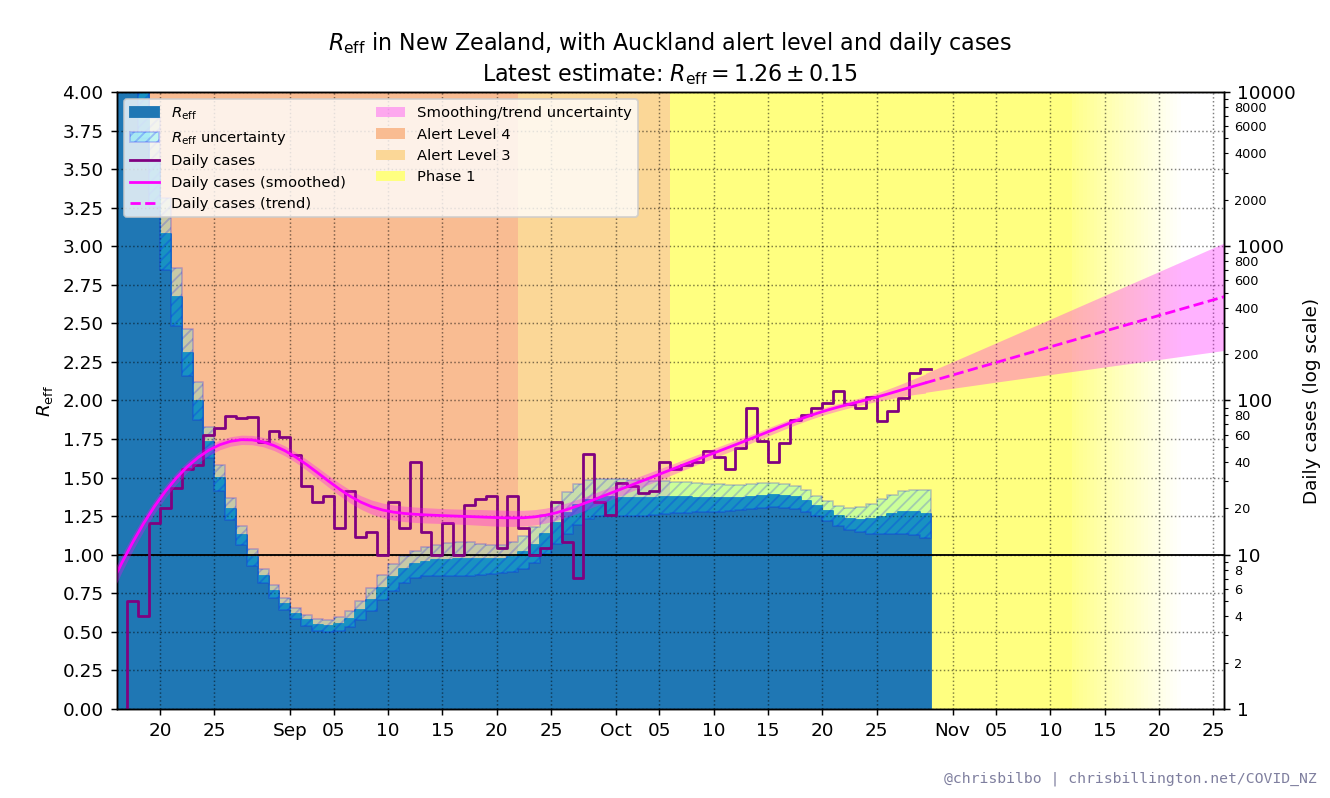 Reff in New Zealand, with Auckland alert level and daily cases
Latest estimate: Reff = 1.26 ± 0.15
Reff
Reff uncertainty
Daily cases
Daily cases (smoothed)
Daily cases (trend)
Smoothing/trend uncertainty
Alert Level 4
Alert Level 3
Phase 1
Reff
4.00
3.75
3.50
3.25
3.00
2.75
2.50
2.25
2.00
1.75
1.50
1.25
1.00
0.75
0.50
0.25
0.00
10000
8000
6000
4000
2000
1000
800
600
400
200
100
80
60
40
20
10
8
6
4
2
1
Daily cases (log scale)
20 25 Sep 05 10 15 20 25 Oct 05 10 15 20 25 Nov 05 10 15 20 25
@chrisbilbo | chrisbillington.net/COVID_NZ